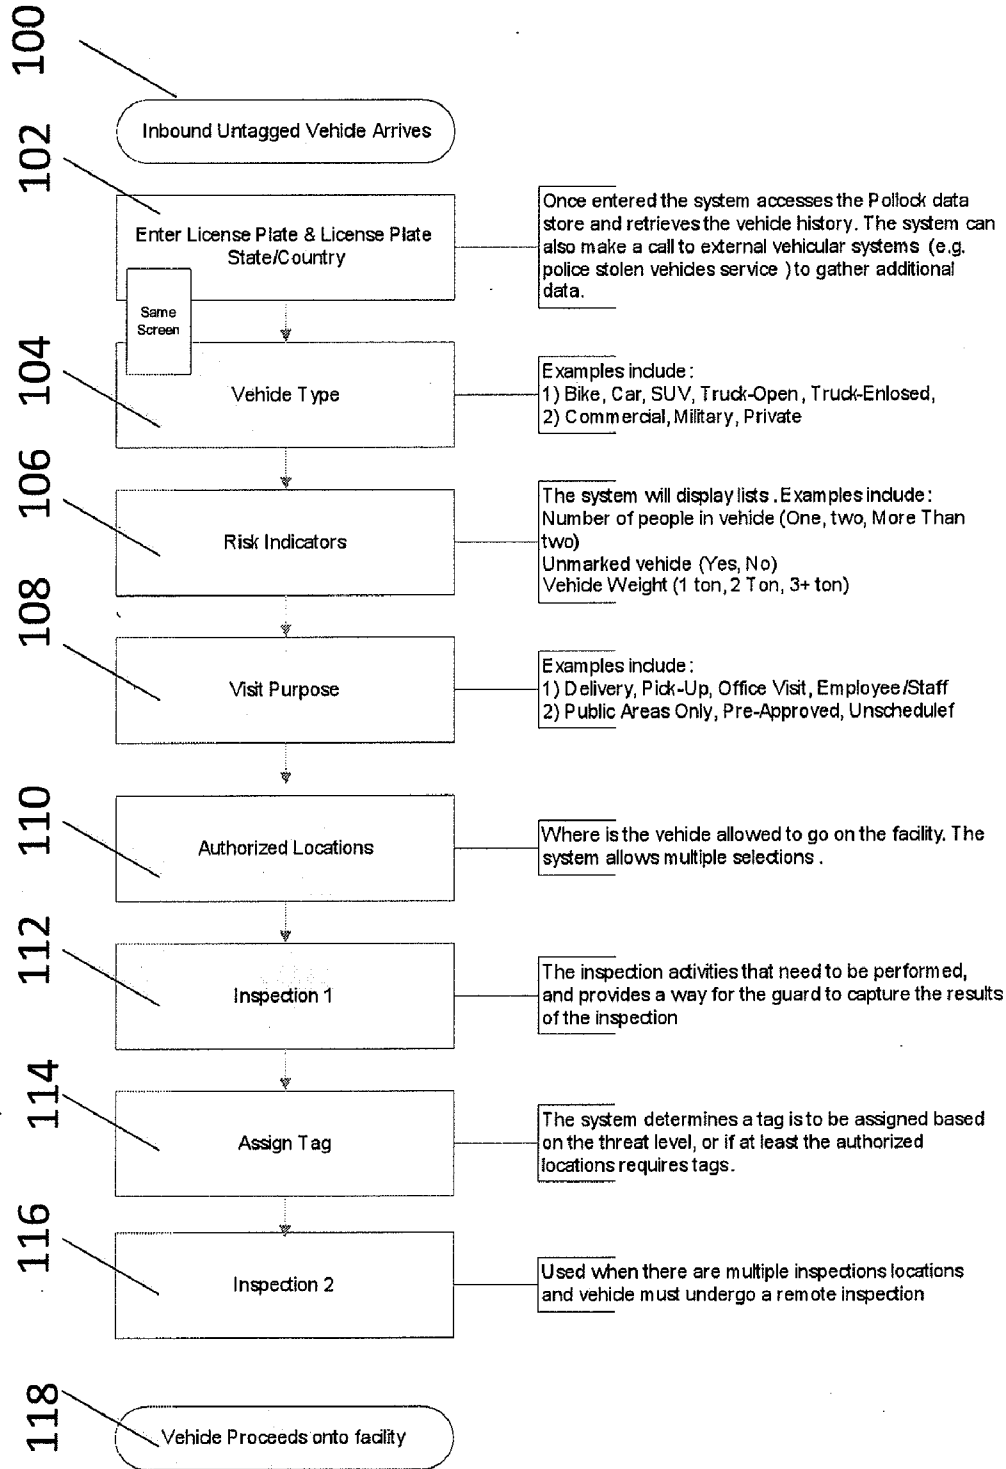 100
Inbound Untagged Vehicle Arrives
102
Enter License Plate & License Plate
State/Country
Once entered the system accesses the Pollock data
store and retrieves the vehicle history. The system can
also make a call to external vehicular systems (e.g.
police stolen vehicles service ) to gather additional
data.
Same
Screen
104
Vehicle Type
Examples include :
1) Bike, Car, SUV, Truck-Open , Truck-Enlosed,
2) Commercial, Military, Private
106
Risk Indicators
The system will display lists . Examples include :
Number of people in vehicle (One, two, More Than
two)
Unmarked vehicle (Yes, No)
Vehicle Weight (1 ton, 2 Ton, 3+ ton)
108
Visit Purpose
Examples include :
1) Delivery, Pick-Up, Office Visit, Employee/Staff
2) Public Areas Only, Pre-Approved, Unschedulef
110
Authorized Locations
Where is the vehicle allowed to go on the facility. The
system allows multiple selections .
112
Inspection 1
The inspection activities that need to be performed,
and provides a way for the guard to capture the results
of the inspection
114
Assign Tag
The system determines a tag is to be assigned based
on the threat level, or if at least the authorized
locations requires tags.
116
Inspection 2
Used when there are multiple inspections locations
and vehicle must undergo a remote inspection
118
Vehicle Proceeds onto facility